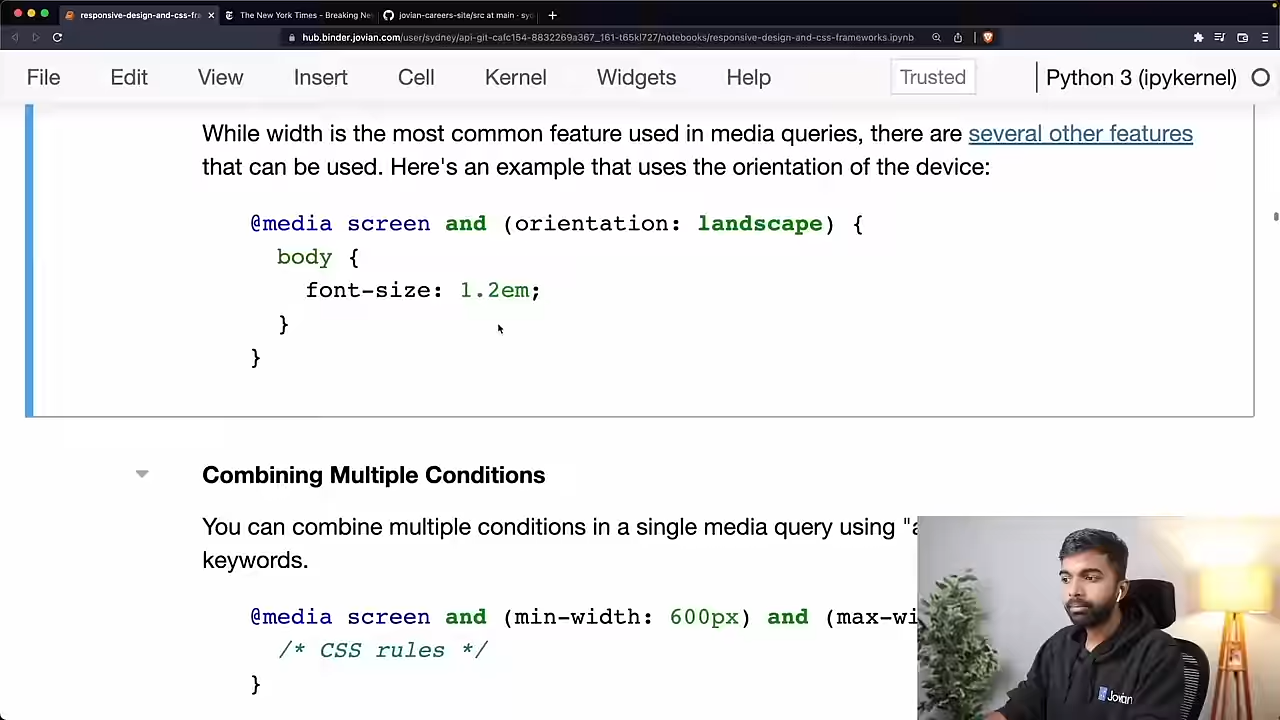 responsive-design-and-css-fra
The New York Times - Breaking Ne
jovian-careers-site/src at main · syd
hub.binder.jovian.com/user/sydney/api-git-cafc154-8832269a367_161-t65kl727/notebooks/responsive-design-and-css-frameworks.ipynb
File Edit View Insert Cell Kernel Widgets Help Trusted Python 3 (ipykernel)
While width is the most common feature used in media queries, there are several other features
that can be used. Here's an example that uses the orientation of the device:
@media screen and (orientation: landscape) {
body {
font-size: 1.2em;
}
}
Combining Multiple Conditions
You can combine multiple conditions in a single media query using "a
keywords.
@media screen and (min-width: 600px) and (max-wi
/* CSS rules */
}
Jovian